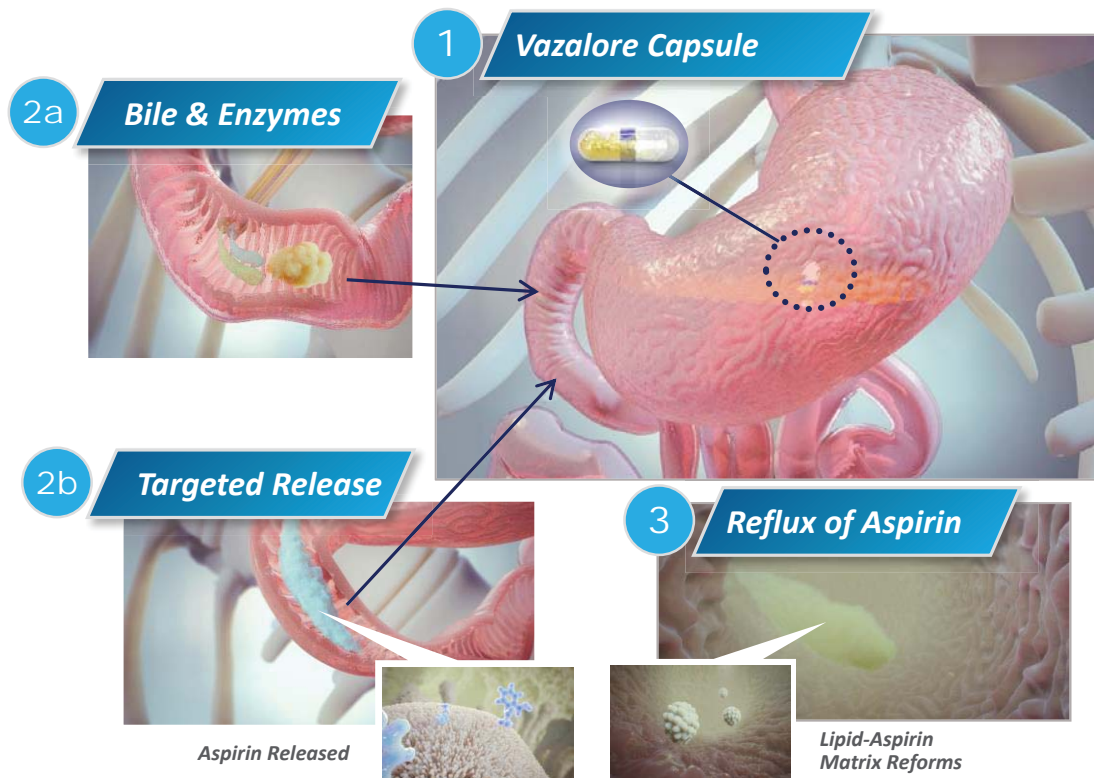 1
Vazalore Capsule
2a
Bile & Enzymes
2b
Targeted Release
Aspirin Released
3
Reflux of Aspirin
Lipid-Aspirin
Matrix Reforms